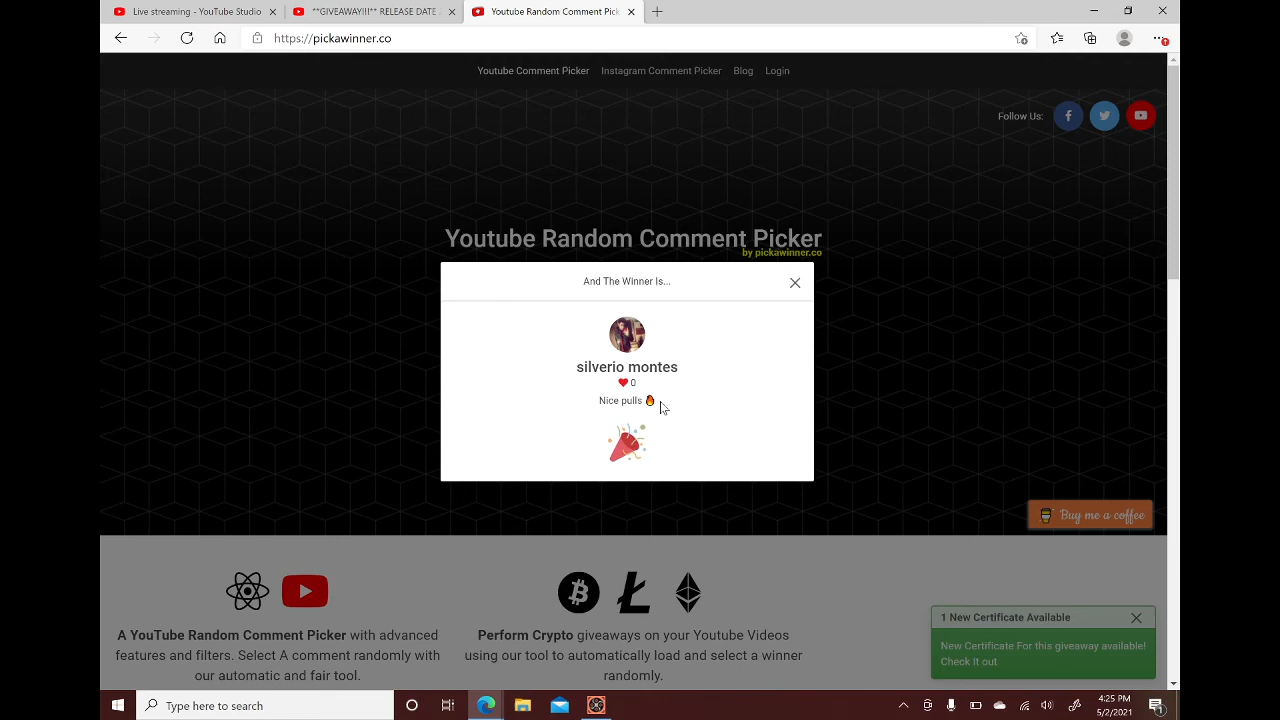 Live streaming - YouTube Studio
**GIVEAWAY!!!** RELEASE DATE
Youtube Random Comment Pick
https://pickawinner.co
Youtube Comment Picker
Instagram Comment Picker
Blog
Login
Follow Us:
Youtube Random Comment Picker
by pickawinner.co
And The Winner Is...
silverio montes
0
Nice pulls 🔥
Buy me a coffee
A YouTube Random Comment Picker with advanced
features and filters. Select A comment randomly with
our automatic and fair tool.
Perform Crypto giveaways on your Youtube Videos
using our tool to automatically load and select a winner
randomly.
1 New Certificate Available
New Certificate For this giveaway available!
Check It out
Type here to search
4:25 PM
5/2/2021